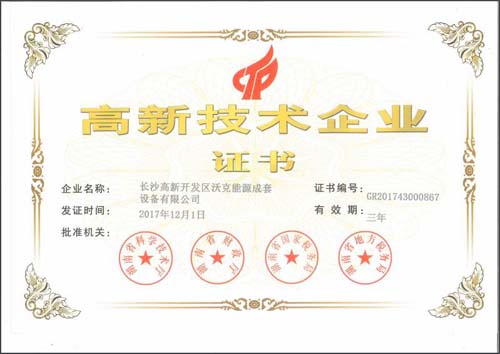 高新技术企业
证书
企业名称: 长沙高新开发区沃克能源成套
设备有限公司
证书编号: GR201743000867
发证时间: 2017年12月1日
有效期: 三年
批准机关:
湖南省科学技术厅
湖南省财政厅
湖南省国家税务局
湖南省地方税务局